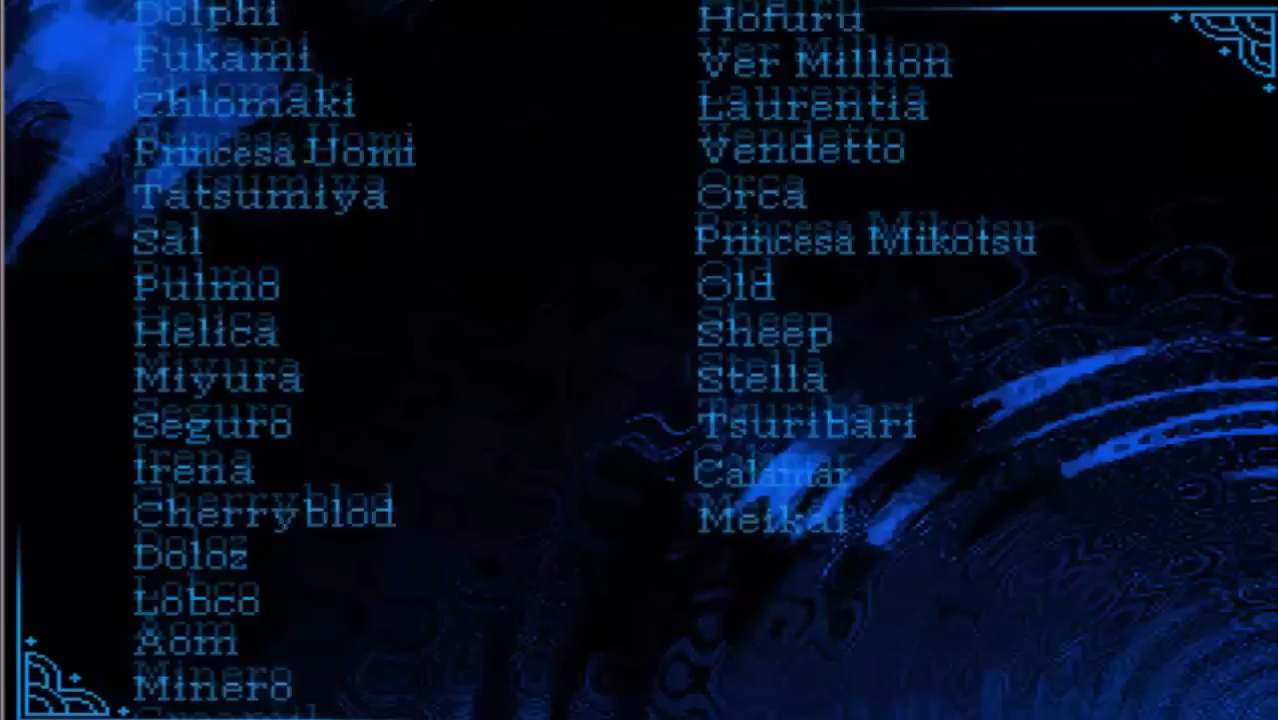 Dolphi
Fukami
Chlomaki
Princesa Uomi
Tatsumiya
Sal
Pulmo
Helica
Miyura
Seguro
Irena
Cherryblod
Doloz
Lobco
Aom
Minero
Hofuru
Ver Million
Laurentia
Vendetto
Orca
Princesa Mikotsu
Old
Sheep
Stella
Tsuribari
Calamar
Meikai